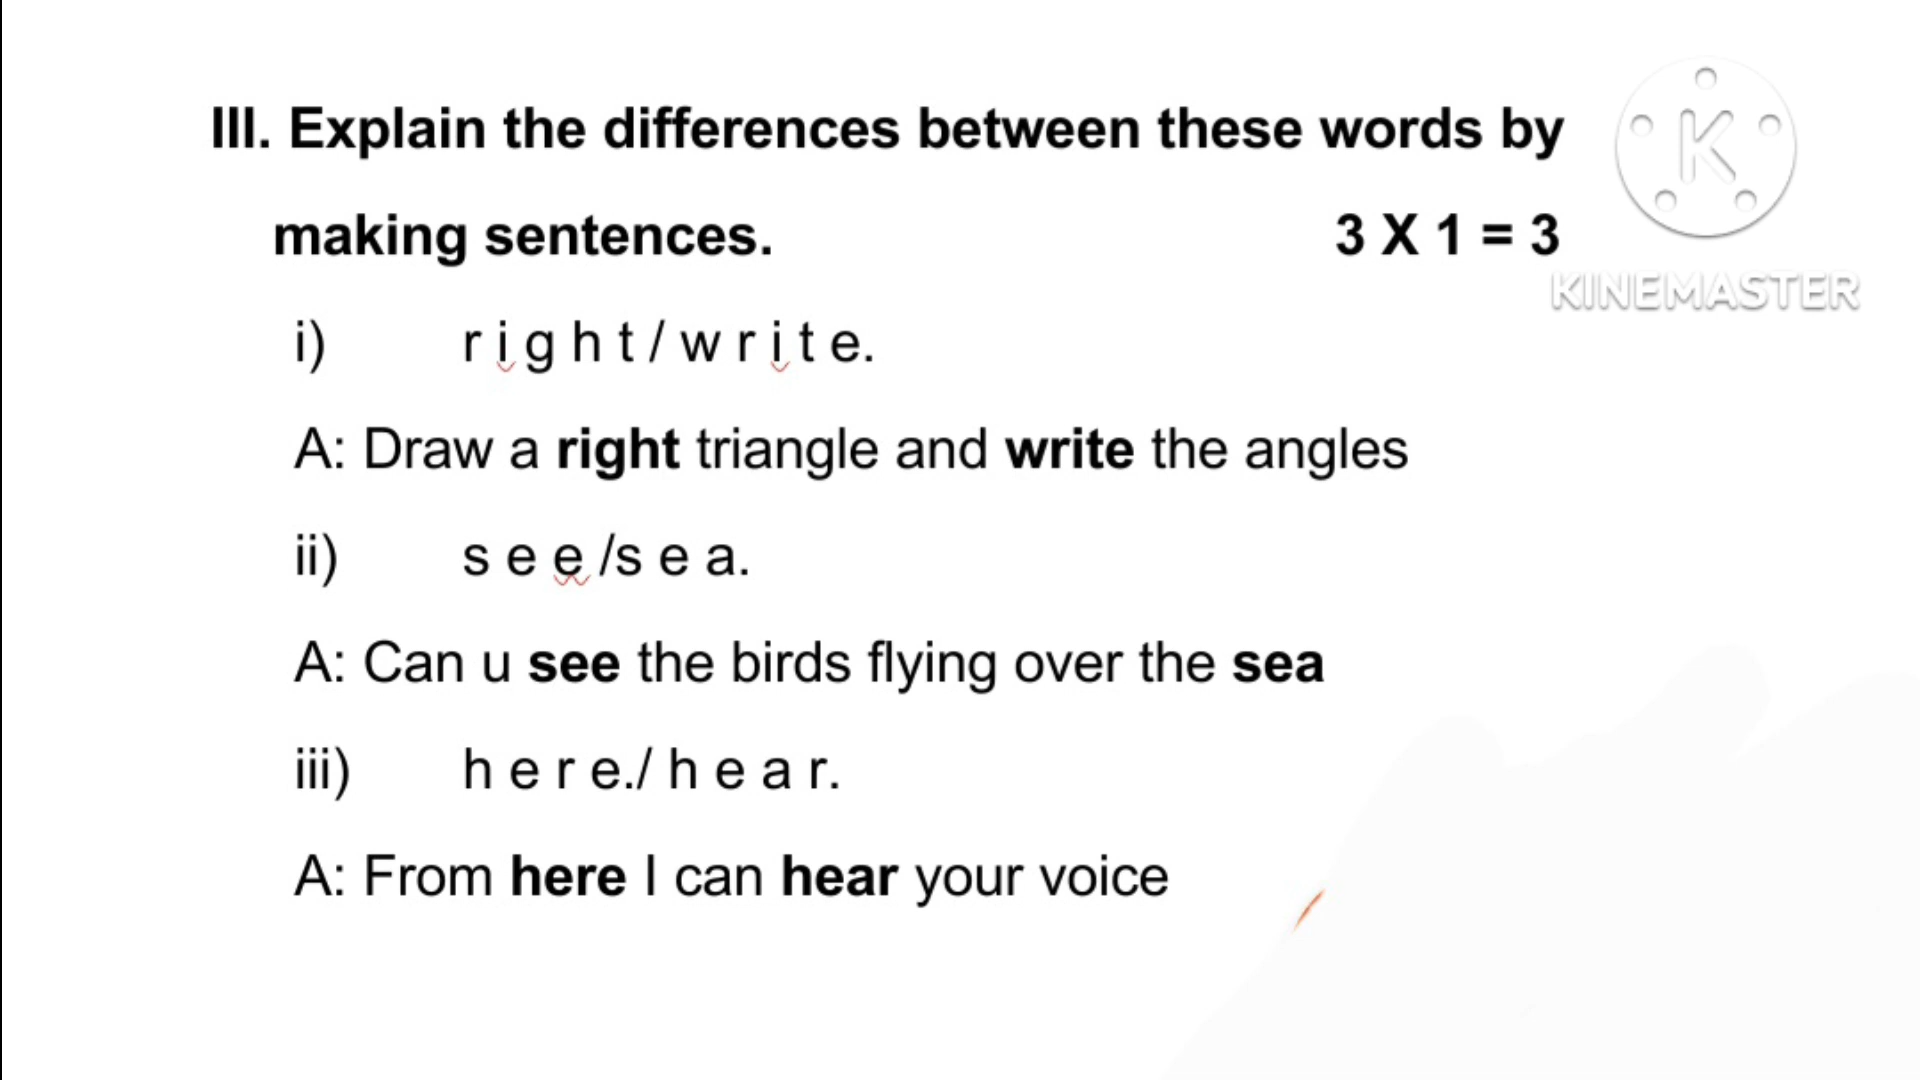 III. Explain the differences between these words by
making sentences. 3 X 1 = 3
KINEMASTER
i) r i g h t / w r i t e.
A: Draw a right triangle and write the angles
ii) s e e /s e a.
A: Can u see the birds flying over the sea
iii) h e r e./ h e a r.
A: From here I can hear your voice